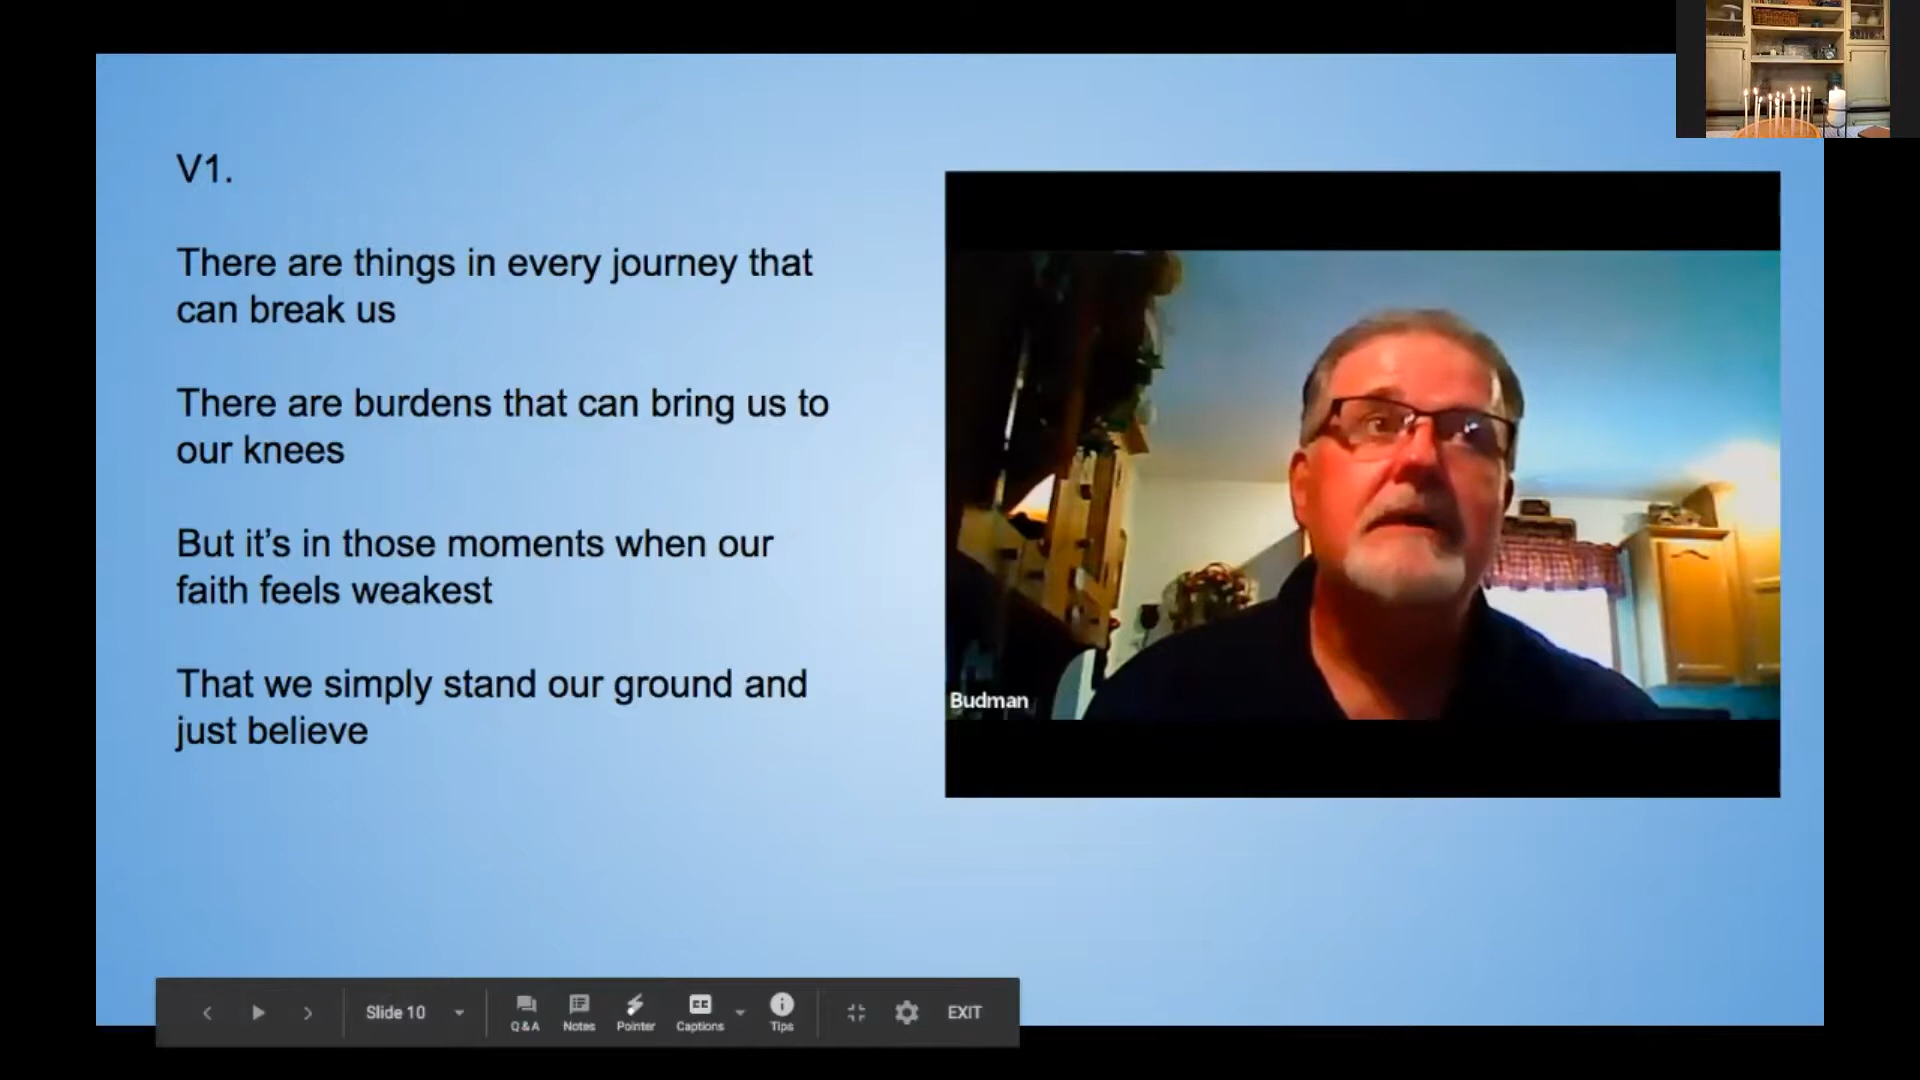 V1.
There are things in every journey that
can break us
There are burdens that can bring us to
our knees
But it’s in those moments when our
faith feels weakest
That we simply stand our ground and
just believe
Budman
Slide 10
Q&A Notes Pointer CC Captions Tips EXIT